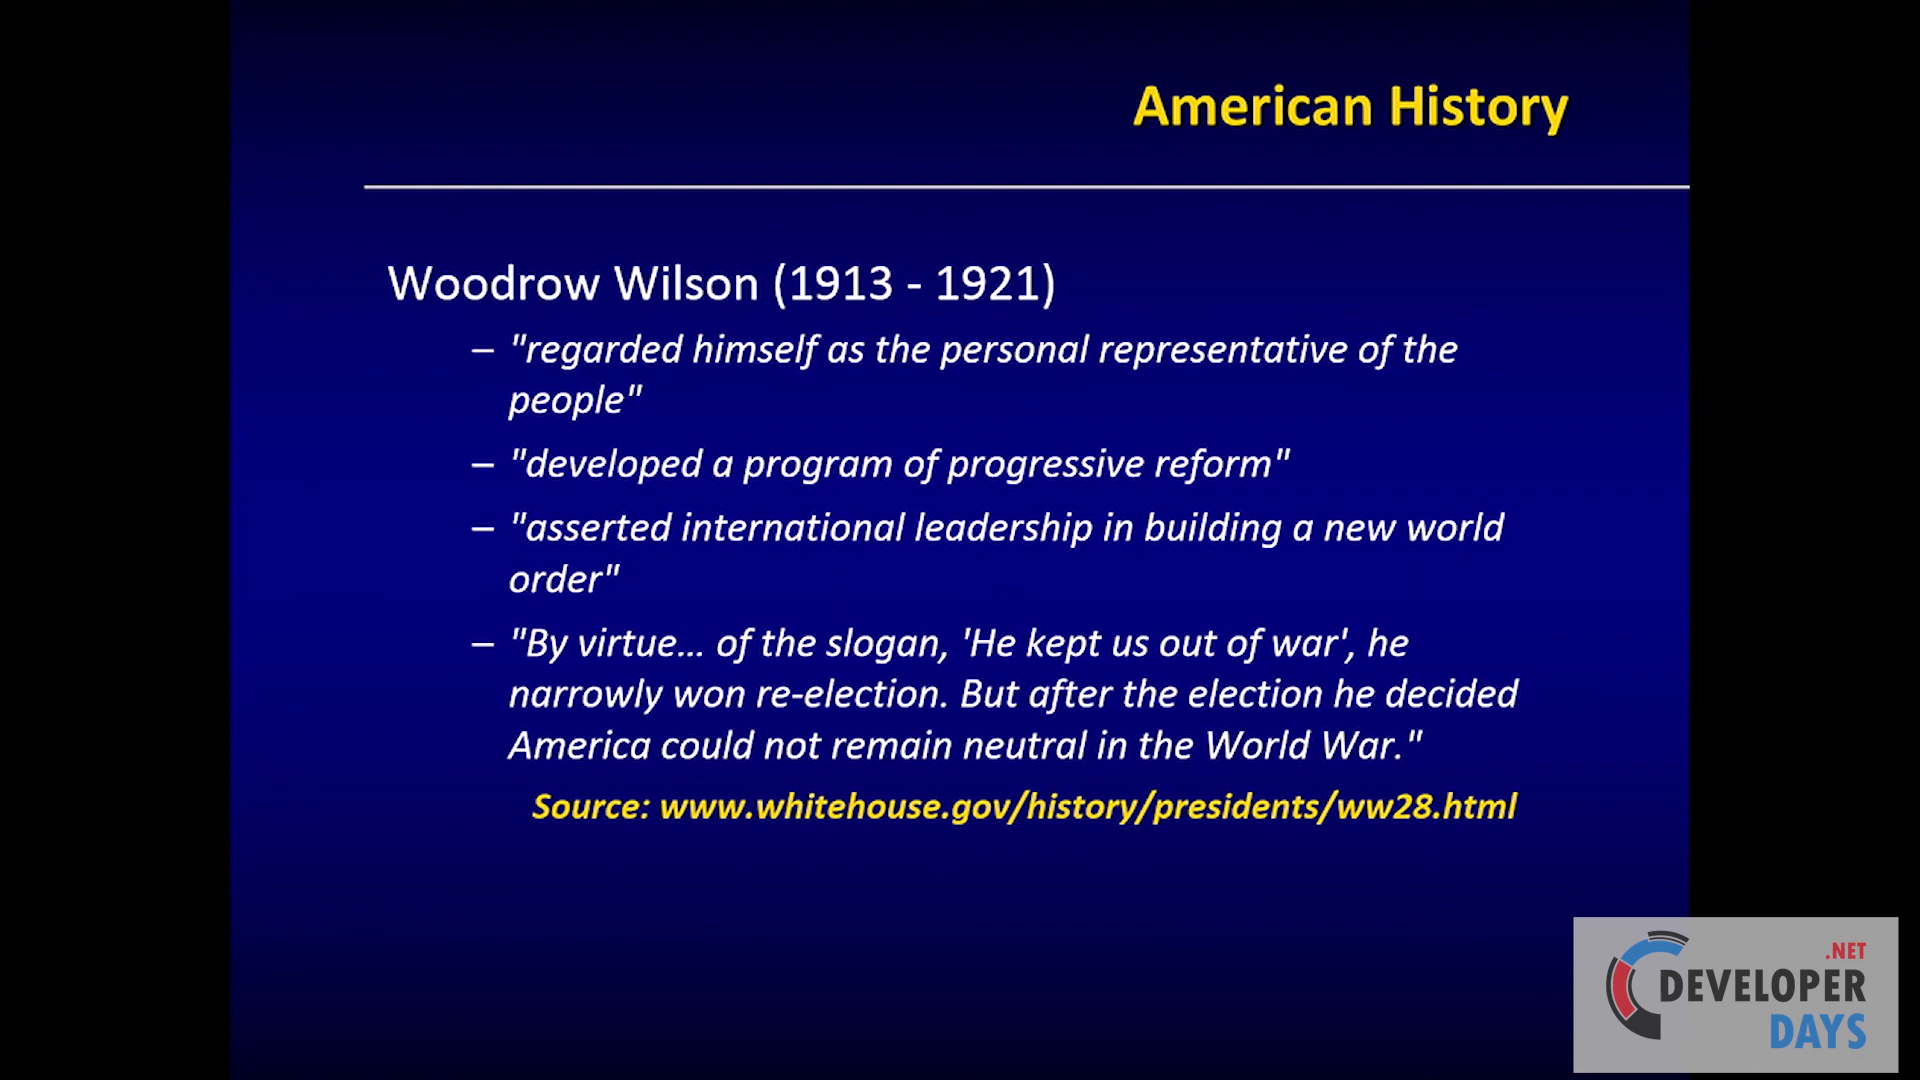 American History
Woodrow Wilson (1913 - 1921)
– "regarded himself as the personal representative of the
people"
– "developed a program of progressive reform"
– "asserted international leadership in building a new world
order"
– "By virtue… of the slogan, 'He kept us out of war', he
narrowly won re-election. But after the election he decided
America could not remain neutral in the World War."
Source: www.whitehouse.gov/history/presidents/ww28.html
.NET
DEVELOPER
DAYS